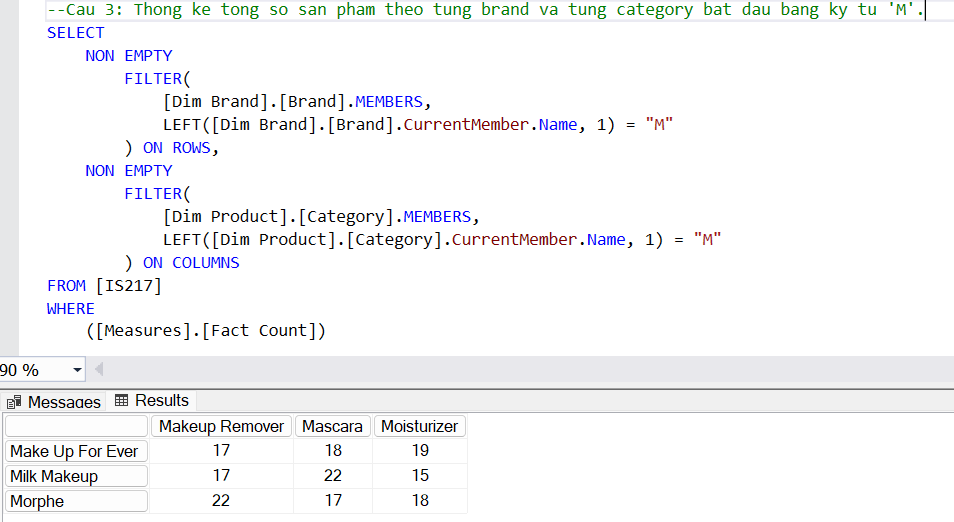 --Cau 3: Thong ke tong so san pham theo tung brand va tung category bat dau bang ky tu 'M'.
SELECT
NON EMPTY
FILTER(
[Dim Brand].[Brand].MEMBERS,
LEFT([Dim Brand].[Brand].CurrentMember.Name, 1) = "M"
) ON ROWS,
NON EMPTY
FILTER(
[Dim Product].[Category].MEMBERS,
LEFT([Dim Product].[Category].CurrentMember.Name, 1) = "M"
) ON COLUMNS
FROM [IS217]
WHERE
([Measures].[Fact Count])
90 %
Messages Results
Makeup Remover Mascara Moisturizer
Make Up For Ever 17 18 19
Milk Makeup 17 22 15
Morphe 22 17 18